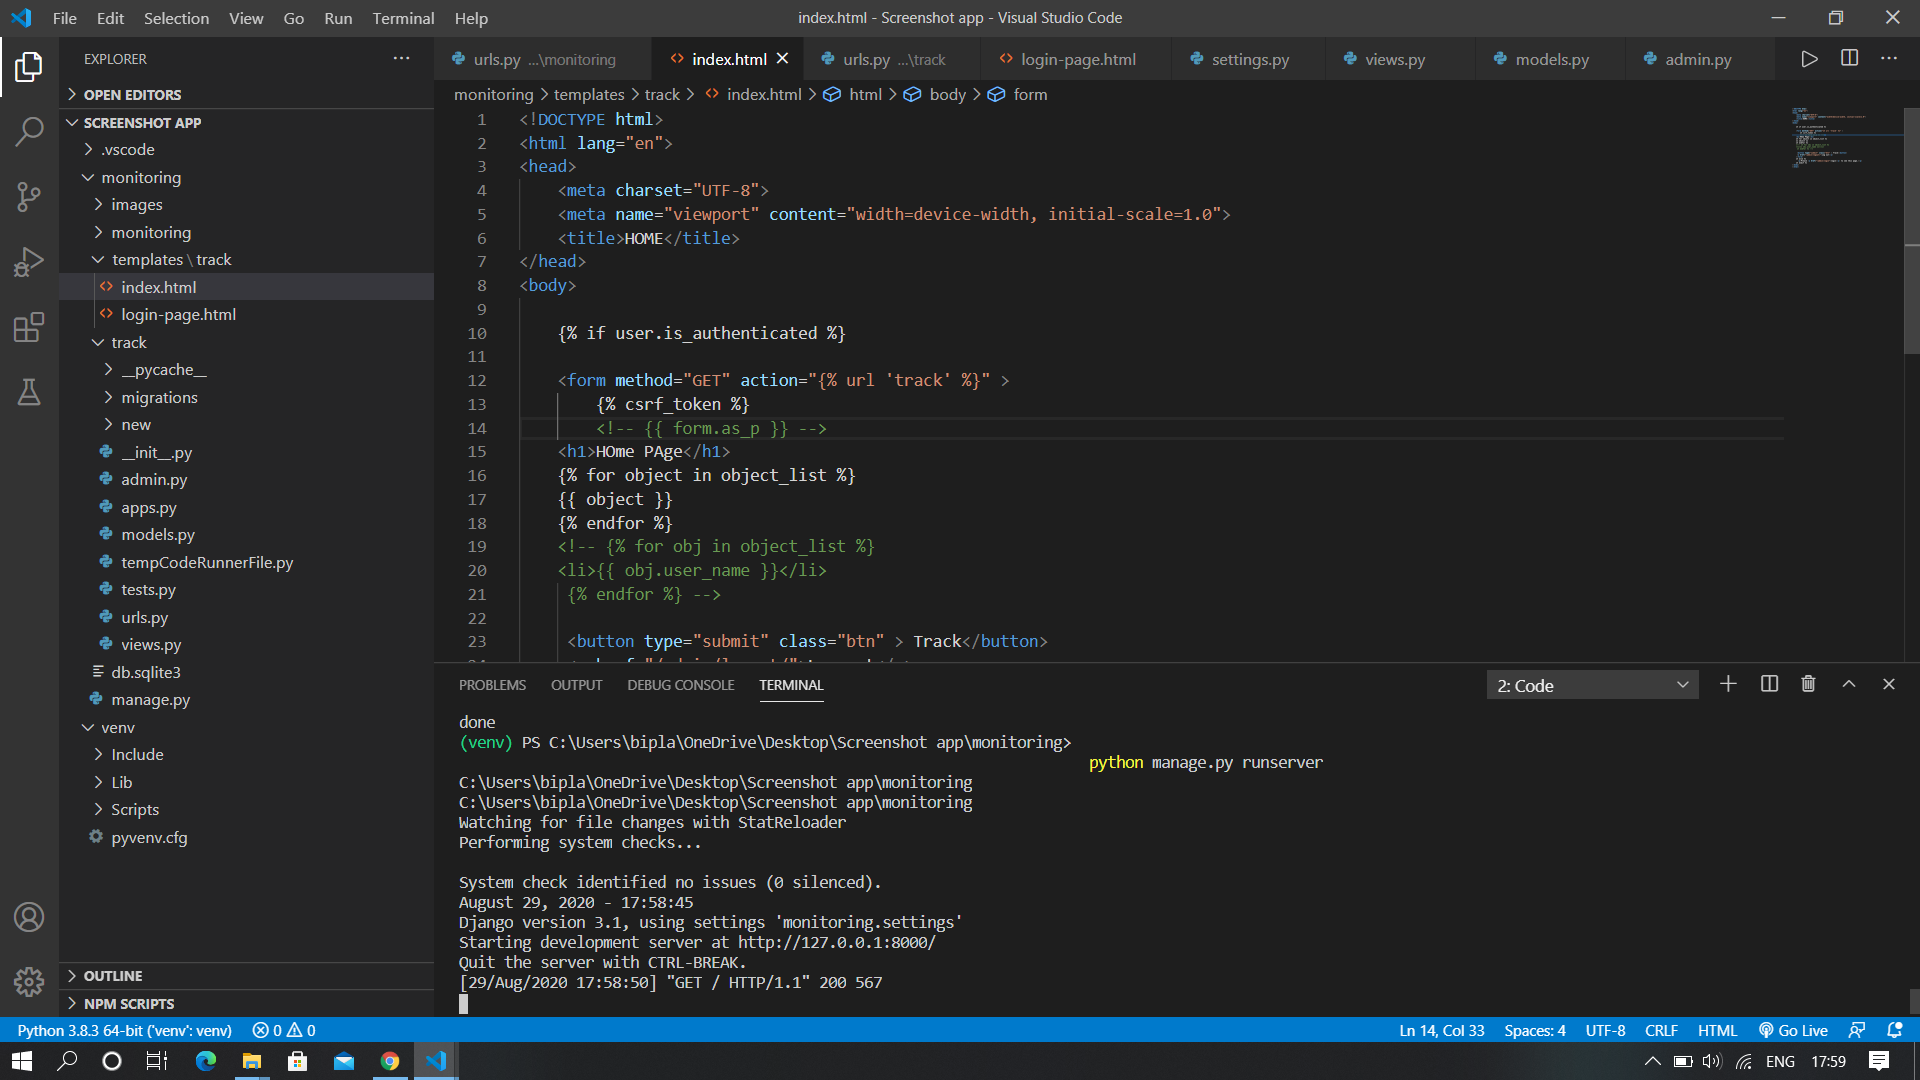 File Edit Selection View Go Run Terminal Help
index.html - Screenshot app - Visual Studio Code
EXPLORER
OPEN EDITORS
SCREENSHOT APP
.vscode
monitoring
images
monitoring
templates \ track
index.html
login-page.html
track
__pycache__
migrations
new
__init__.py
admin.py
apps.py
models.py
tempCodeRunnerFile.py
tests.py
urls.py
views.py
db.sqlite3
manage.py
venv
Include
Lib
Scripts
pyvenv.cfg
OUTLINE
NPM SCRIPTS
urls.py ...\monitoring index.html urls.py ...\track login-page.html settings.py views.py models.py admin.py
monitoring > templates > track > index.html > html > body > form
1 <!DOCTYPE html>
2 <html lang="en">
3 <head>
4 <meta charset="UTF-8">
5 <meta name="viewport" content="width=device-width, initial-scale=1.0">
6 <title>HOME</title>
7 </head>
8 <body>
9
10 {% if user.is_authenticated %}
11
12 <form method="GET" action="{% url 'track' %}" >
13 {% csrf_token %}
14 <!-- {{ form.as_p }} -->
15 <h1>HOme PAge</h1>
16 {% for object in object_list %}
17 {{ object }}
18 {% endfor %}
19 <!-- {% for obj in object_list %}
20 <li>{{ obj.user_name }}</li>
21 {% endfor %} -->
22
23 <button type="submit" class="btn" > Track</button>
PROBLEMS OUTPUT DEBUG CONSOLE TERMINAL
2: Code
done
(venv) PS C:\Users\bipla\OneDrive\Desktop\Screenshot app\monitoring>
python manage.py runserver
C:\Users\bipla\OneDrive\Desktop\Screenshot app\monitoring
C:\Users\bipla\OneDrive\Desktop\Screenshot app\monitoring
Watching for file changes with StatReloader
Performing system checks...
System check identified no issues (0 silenced).
August 29, 2020 - 17:58:45
Django version 3.1, using settings 'monitoring.settings'
Starting development server at http://127.0.0.1:8000/
Quit the server with CTRL-BREAK.
[29/Aug/2020 17:58:50] "GET / HTTP/1.1" 200 567
Python 3.8.3 64-bit ('venv': venv) 0 0
Ln 14, Col 33 Spaces: 4 UTF-8 CRLF HTML Go Live
ENG 17:59